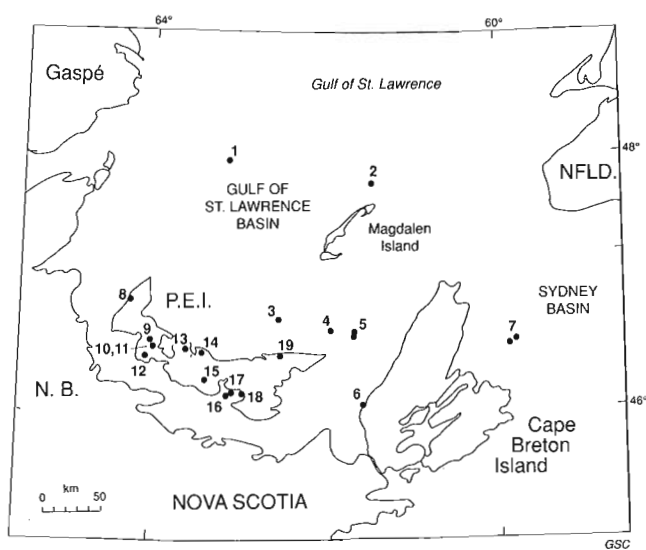 64°
60°
Gaspé
Gulf of St. Lawrence
48°
1
2
NFLD.
GULF OF
ST. LAWRENCE
BASIN
Magdalen
Island
8
P.E.I.
SYDNEY
BASIN
3
4
5
7
9
13
14
10,11
19
12
15
N. B.
17
18
16
6
46°
Cape
Breton
Island
km
0 50
NOVA SCOTIA
GSC